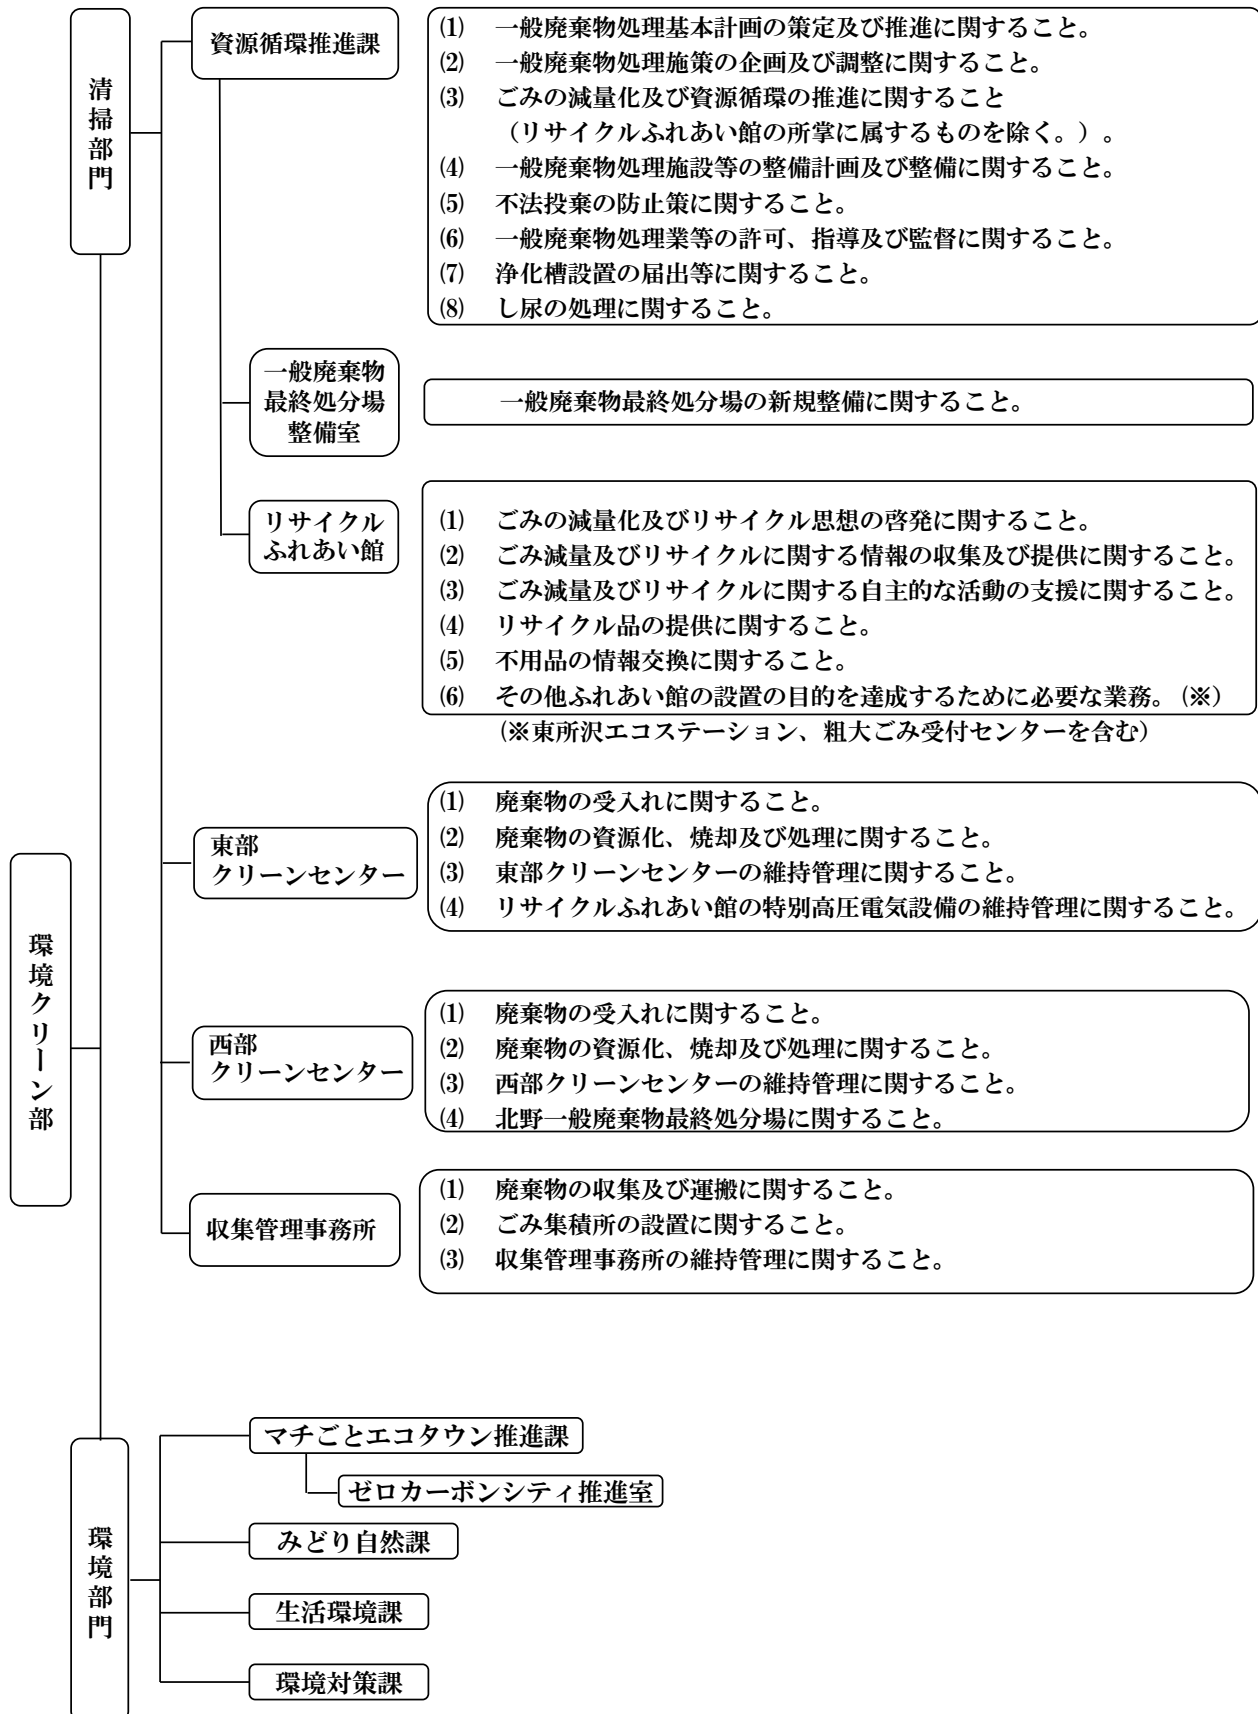 環境クリーン部
清掃部門
資源循環推進課
⑴ 一般廃棄物処理基本計画の策定及び推進に関すること。
⑵ 一般廃棄物処理施策の企画及び調整に関すること。
⑶ ごみの減量化及び資源循環の推進に関すること
（リサイクルふれあい館の所掌に属するものを除く。）。
⑷ 一般廃棄物処理施設等の整備計画及び整備に関すること。
⑸ 不法投棄の防止策に関すること。
⑹ 一般廃棄物処理業等の許可、指導及び監督に関すること。
⑺ 浄化槽設置の届出等に関すること。
⑻ し尿の処理に関すること。
一般廃棄物
最終処分場
整備室
一般廃棄物最終処分場の新規整備に関すること。
リサイクル
ふれあい館
⑴ ごみの減量化及びリサイクル思想の啓発に関すること。
⑵ ごみ減量及びリサイクルに関する情報の収集及び提供に関すること。
⑶ ごみ減量及びリサイクルに関する自主的な活動の支援に関すること。
⑷ リサイクル品の提供に関すること。
⑸ 不用品の情報交換に関すること。
⑹ その他ふれあい館の設置の目的を達成するために必要な業務。(※)
(※東所沢エコステーション、粗大ごみ受付センターを含む)
東部
クリーンセンター
⑴ 廃棄物の受入れに関すること。
⑵ 廃棄物の資源化、焼却及び処理に関すること。
⑶ 東部クリーンセンターの維持管理に関すること。
⑷ リサイクルふれあい館の特別高圧電気設備の維持管理に関すること。
西部
クリーンセンター
⑴ 廃棄物の受入れに関すること。
⑵ 廃棄物の資源化、焼却及び処理に関すること。
⑶ 西部クリーンセンターの維持管理に関すること。
⑷ 北野一般廃棄物最終処分場に関すること。
収集管理事務所
⑴ 廃棄物の収集及び運搬に関すること。
⑵ ごみ集積所の設置に関すること。
⑶ 収集管理事務所の維持管理に関すること。
環境部門
マチごとエコタウン推進課
ゼロカーボンシティ推進室
みどり自然課
生活環境課
環境対策課